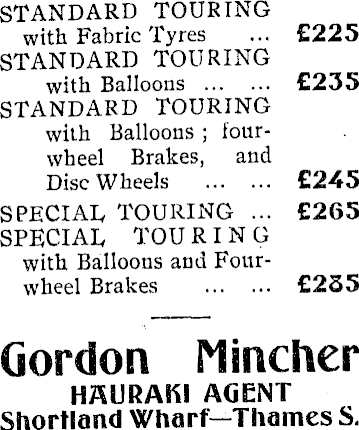 STANDARD TOURING
with Fabric Tyres ... £225
STANDARD TOURING
with Balloons ... ... £235
STANDARD TOURING
with Balloons ; four-
wheel Brakes, and
Disc Wheels ... ... £245
SPECIAL TOURING ... £265
SPECIAL TOURING
with Balloons and Four-
wheel Brakes ... ... £285
Gordon Mincher
HAURAKI AGENT
Shortland Wharf—Thames S.